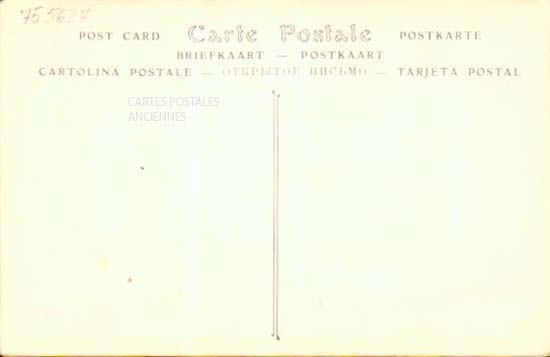 755627
POST CARD Carte Postale POSTKARTE
BRIEFKAART — POSTKAART
CARTOLINA POSTALE — ОТКРЫТОЕ ПИСЬМО — TARJETA POSTAL
CARTES POSTALES
ANCIENNES